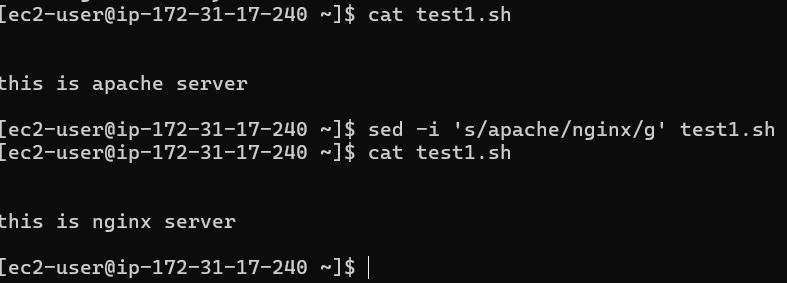 [ec2-user@ip-172-31-17-240 ~]$ cat test1.sh
this is apache server
[ec2-user@ip-172-31-17-240 ~]$ sed -i 's/apache/nginx/g' test1.sh
[ec2-user@ip-172-31-17-240 ~]$ cat test1.sh
this is nginx server
[ec2-user@ip-172-31-17-240 ~]$